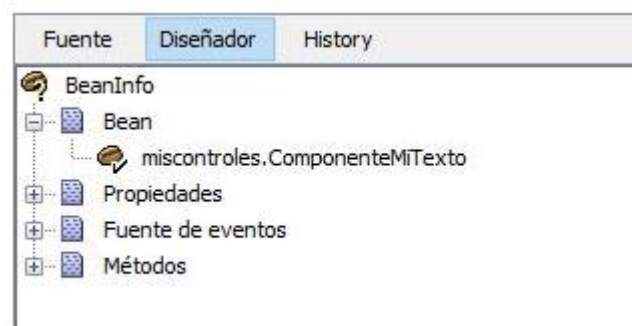 Fuente Diseñador History
BeanInfo
Bean
miscontroles.ComponenteMiTexto
Propiedades
Fuente de eventos
Métodos